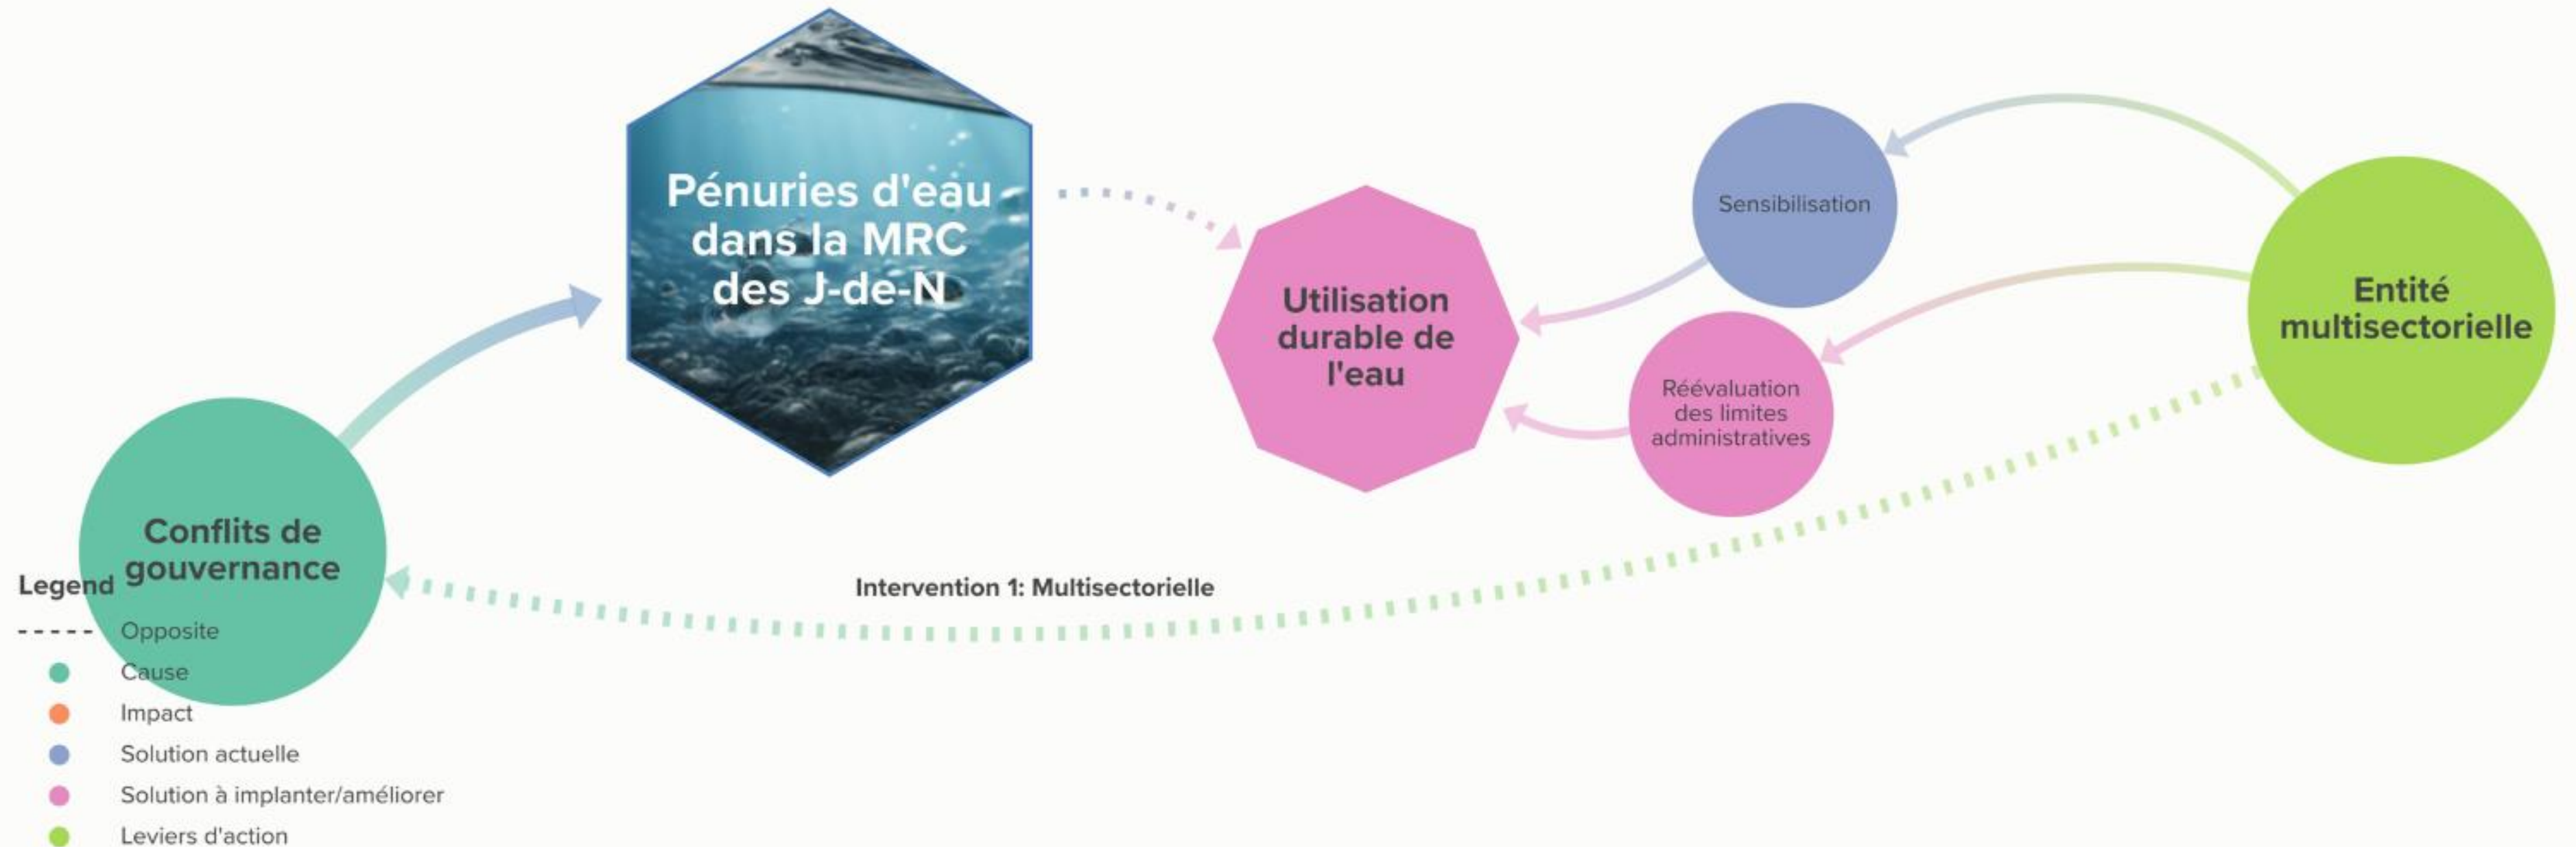 Pénuries d'eau
dans la MRC
des J-de-N
Sensibilisation
Utilisation
durable de
l'eau
Entité
multisectorielle
Réévaluation
des limites
administratives
Conflits de
gouvernance
Intervention 1: Multisectorielle
Legend
Opposite
Cause
Impact
Solution actuelle
Solution à implanter/améliorer
Leviers d'action